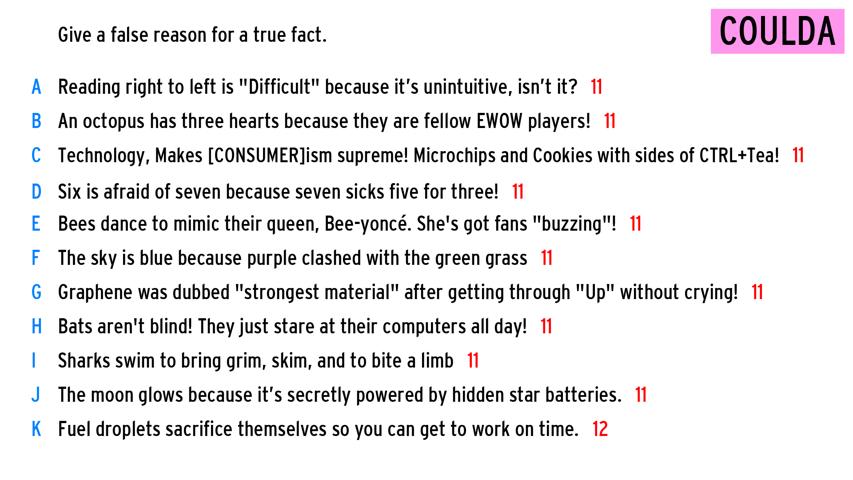 Give a false reason for a true fact.
COULDA
A Reading right to left is "Difficult" because it’s unintuitive, isn’t it? 11
B An octopus has three hearts because they are fellow EWOW players! 11
C Technology, Makes [CONSUMER]ism supreme! Microchips and Cookies with sides of CTRL+Tea! 11
D Six is afraid of seven because seven sicks five for three! 11
E Bees dance to mimic their queen, Bee-yoncé. She's got fans "buzzing"! 11
F The sky is blue because purple clashed with the green grass 11
G Graphene was dubbed "strongest material" after getting through "Up" without crying! 11
H Bats aren't blind! They just stare at their computers all day! 11
I Sharks swim to bring grim, skim, and to bite a limb 11
J The moon glows because it’s secretly powered by hidden star batteries. 11
K Fuel droplets sacrifice themselves so you can get to work on time. 12